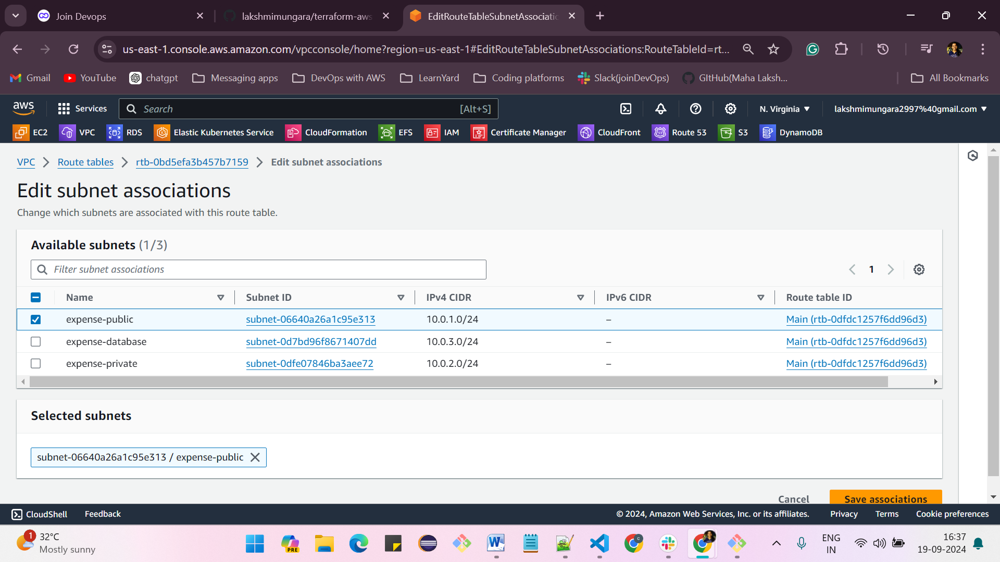 Join Devops
lakshmimungara/terraform-aws
EditRouteTableSubnetAssociatio
us-east-1.console.aws.amazon.com/vpcconsole/home?region=us-east-1#EditRouteTableSubnetAssociations:RouteTableId=rt...
Gmail
YouTube
chatgpt
Messaging apps
DevOps with AWS
LearnYard
Coding platforms
Slack(joinDevOps)
GItHub(Maha Laksh...
All Bookmarks
aws
Services
Search
[Alt+S]
N. Virginia
lakshmimungara2997%40gmail.com
EC2
VPC
RDS
Elastic Kubernetes Service
CloudFormation
EFS
IAM
Certificate Manager
CloudFront
Route 53
S3
DynamoDB
VPC
Route tables
rtb-0bd5efa3b457b7159
Edit subnet associations
Edit subnet associations
Change which subnets are associated with this route table.
Available subnets (1/3)
Filter subnet associations
1
Name
Subnet ID
IPv4 CIDR
IPv6 CIDR
Route table ID
expense-public
subnet-06640a26a1c95e313
10.0.1.0/24
–
Main (rtb-0dfdc1257f6dd96d3)
expense-database
subnet-0d7bd96f8671407dd
10.0.3.0/24
–
Main (rtb-0dfdc1257f6dd96d3)
expense-private
subnet-0dfe07846ba3aee72
10.0.2.0/24
–
Main (rtb-0dfdc1257f6dd96d3)
Selected subnets
subnet-06640a26a1c95e313 / expense-public
Cancel
Save associations
CloudShell
Feedback
© 2024, Amazon Web Services, Inc. or its affiliates.
Privacy
Terms
Cookie preferences
1
32°C
Mostly sunny
PRE
ENG
IN
16:37
19-09-2024